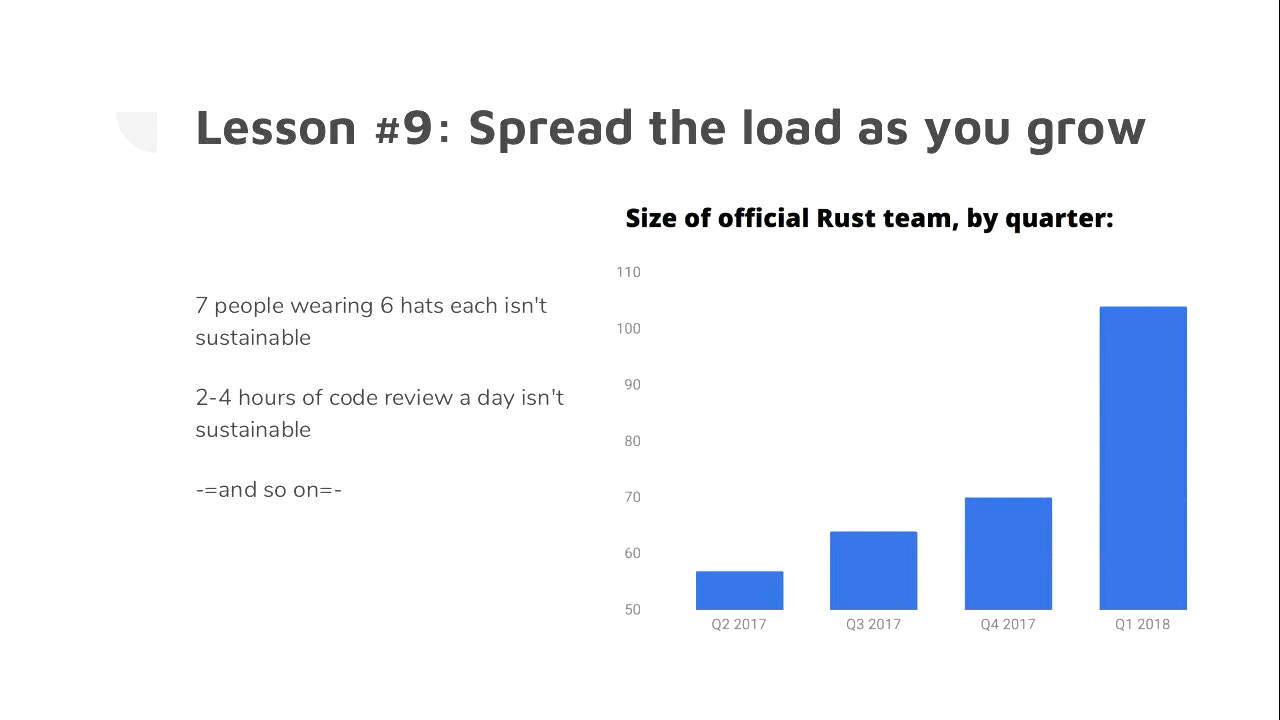 Lesson #9: Spread the load as you grow
7 people wearing 6 hats each isn't
sustainable
2-4 hours of code review a day isn't
sustainable
-=and so on=-
Size of official Rust team, by quarter:
110
100
90
80
70
60
50
Q2 2017
Q3 2017
Q4 2017
Q1 2018